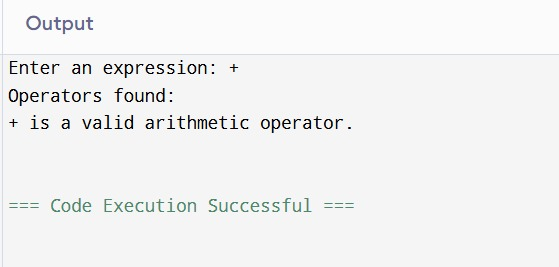 Output
Enter an expression: +
Operators found:
+ is a valid arithmetic operator.
=== Code Execution Successful ===